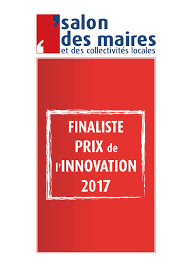 salon
des maires
et des collectivités locales
FINALISTE
PRIX de
l'INNOVATION
2017